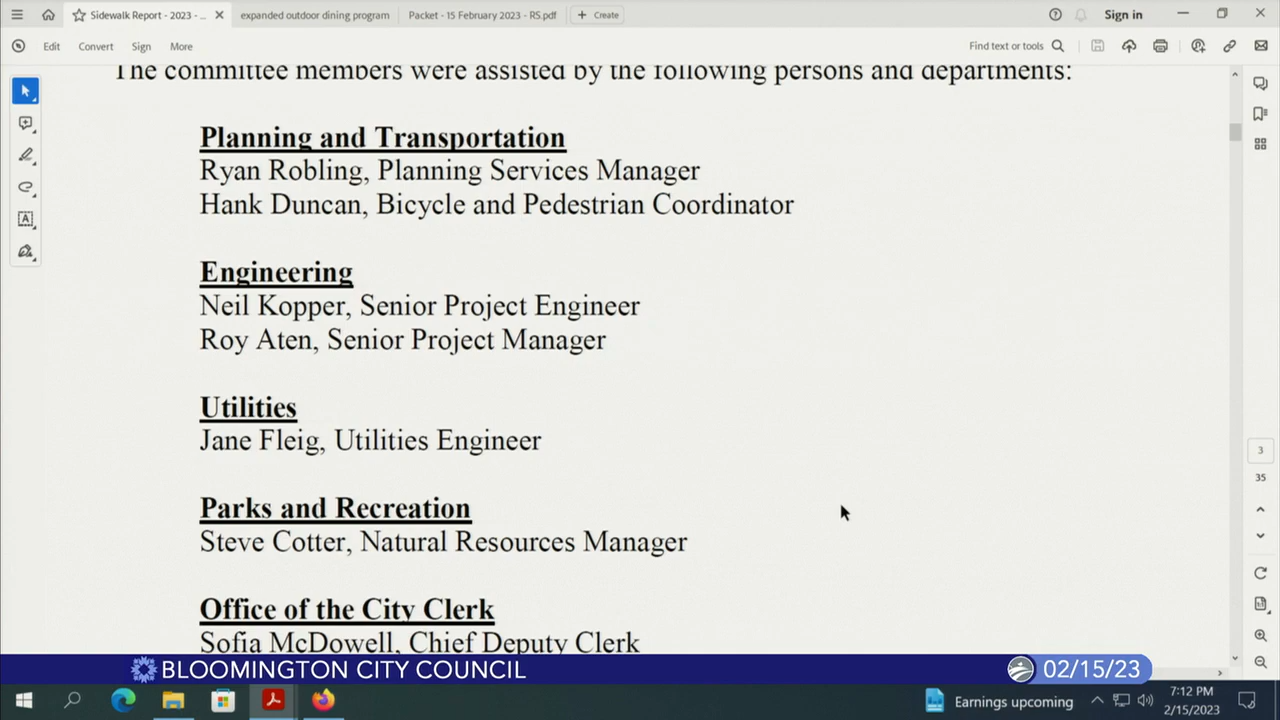 Sidewalk Report - 2023 - ...
expanded outdoor dining program
Packet - 15 February 2023 - RS.pdf
Create
Sign in
Edit
Convert
Sign
More
Find text or tools
The committee members were assisted by the following persons and departments:
Planning and Transportation
Ryan Robling, Planning Services Manager
Hank Duncan, Bicycle and Pedestrian Coordinator
Engineering
Neil Kopper, Senior Project Engineer
Roy Aten, Senior Project Manager
Utilities
Jane Fleig, Utilities Engineer
Parks and Recreation
Steve Cotter, Natural Resources Manager
Office of the City Clerk
Sofia McDowell, Chief Deputy Clerk
3
35
BLOOMINGTON CITY COUNCIL
02/15/23
Earnings upcoming
7:12 PM
2/15/2023